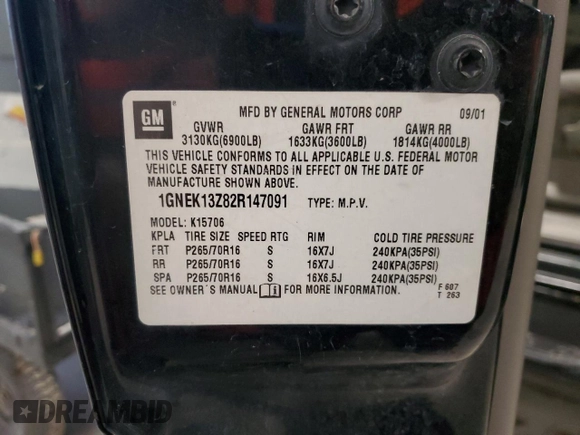 GM
MFD BY GENERAL MOTORS CORP 09/01
GVWR GAWR FRT GAWR RR
3130KG(6900LB) 1633KG(3600LB) 1814KG(4000LB)
THIS VEHICLE CONFORMS TO ALL APPLICABLE U.S. FEDERAL MOTOR
VEHICLE SAFETY STANDARDS IN EFFECT ON THE DATE OF
MANUFACTURE SHOWN ABOVE.
1GNEK13Z82R147091 TYPE: M.P.V.
MODEL: K15706
KPLA TIRE SIZE SPEED RTG RIM COLD TIRE PRESSURE
FRT P265/70R16 S 16X7J 240KPA(35PSI)
RR P265/70R16 S 16X7J 240KPA(35PSI)
SPA P265/70R16 S 16X6.5J 240KPA(35PSI)
SEE OWNER´S MANUAL FOR MORE INFORMATION.
F 607
T 263
DREAMBID